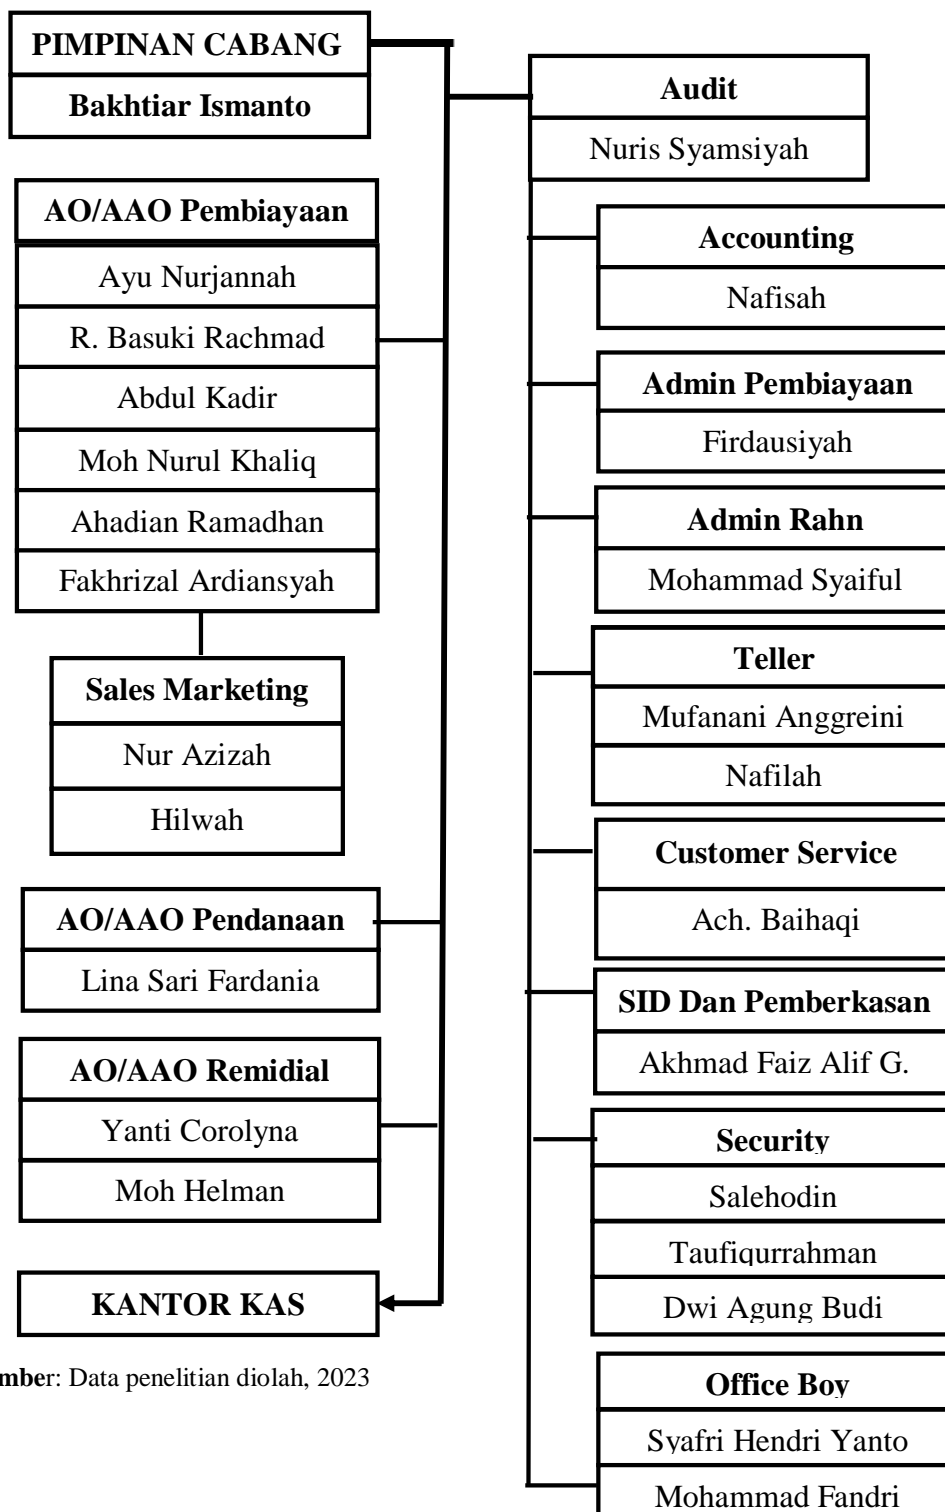 PIMPINAN CABANG
Bakhtiar Ismanto
AO/AAO Pembiayaan
Ayu Nurjannah
R. Basuki Rachmad
Abdul Kadir
Moh Nurul Khaliq
Ahadian Ramadhan
Fakhrizal Ardiansyah
Sales Marketing
Nur Azizah
Hilwah
AO/AAO Pendanaan
Lina Sari Fardania
AO/AAO Remidial
Yanti Corolyna
Moh Helman
KANTOR KAS
mber: Data penelitian diolah, 2023
Audit
Nuris Syamsiyah
Accounting
Nafisah
Admin Pembiayaan
Firdausiyah
Admin Rahn
Mohammad Syaiful
Teller
Mufanani Anggreini
Nafilah
Customer Service
Ach. Baihaqi
SID Dan Pemberkasan
Akhmad Faiz Alif G.
Security
Salehodin
Taufiqurrahman
Dwi Agung Budi
Office Boy
Syafri Hendri Yanto
Mohammad Fandri